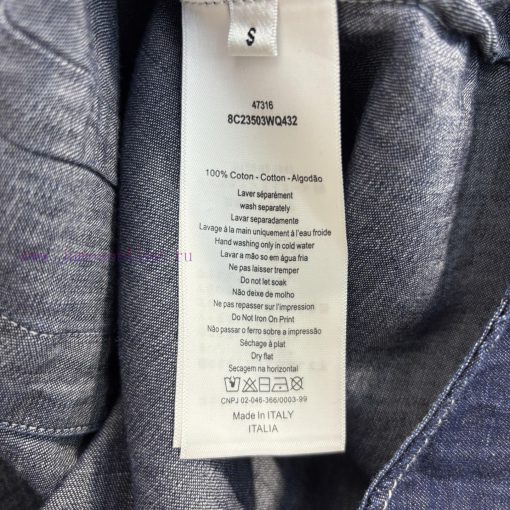 S
47316
8C23503WQ432
100% Coton - Cotton - Algodão
Laver séparément
wash separately
Lavar separadamente
Lavage à la main uniquement à l'eau froide
Hand washing only in cold water
Lavar a mão so em água fria
Ne pas laisser tremper
Do not let soak
Não deixe de molho
Ne pas repasser sur l'impression
Do Not Iron On Print
Não passar o ferro sobre a impressão
Séchage à plat
Dry flat
Secagem na horizontal
CNPJ 02-046-366/0003-99
Made In ITALY
ITALIA